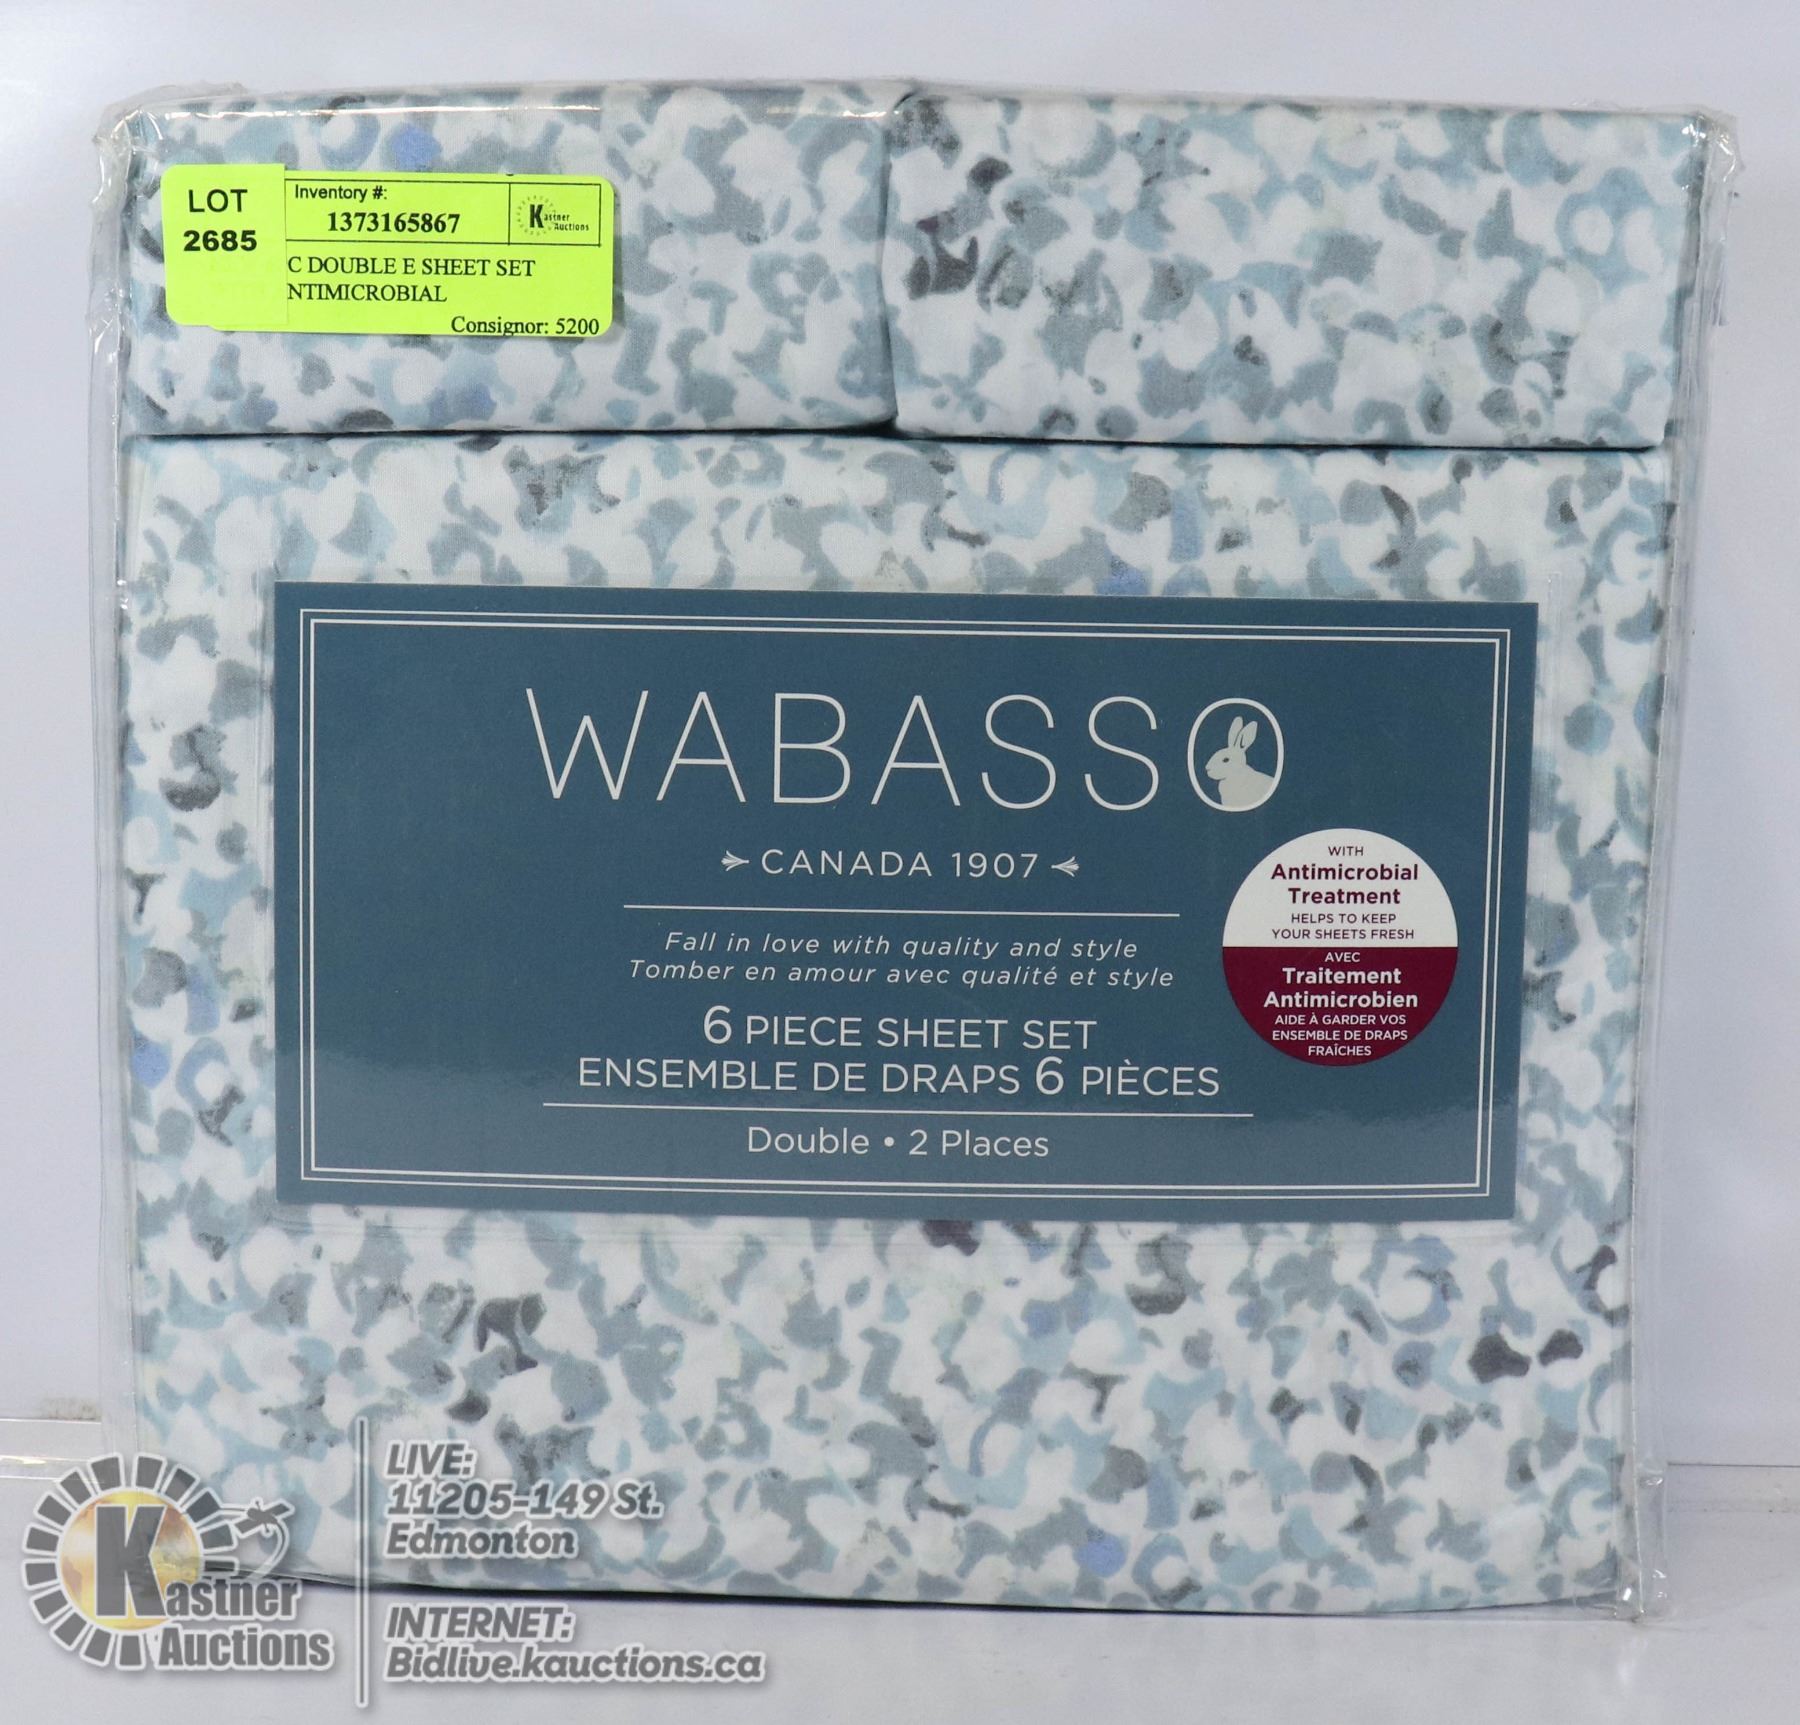 LOT
2685
Inventory #:
1373165867
Kastner
Auctions
C DOUBLE E SHEET SET
NTIMICROBIAL
Consignor: 5200
WABASSO
CANADA 1907
Fall in love with quality and style
Tomber en amour avec qualité et style
6 PIECE SHEET SET
ENSEMBLE DE DRAPS 6 PIÈCES
Double • 2 Places
WITH
Antimicrobial
Treatment
HELPS TO KEEP
YOUR SHEETS FRESH
AVEC
Traitement
Antimicrobien
AIDE À GARDER VOS
ENSEMBLE DE DRAPS
FRAÎCHES
Kastner
Auctions
LIVE:
11205-149 St.
Edmonton
INTERNET:
Bidlive.kauctions.ca